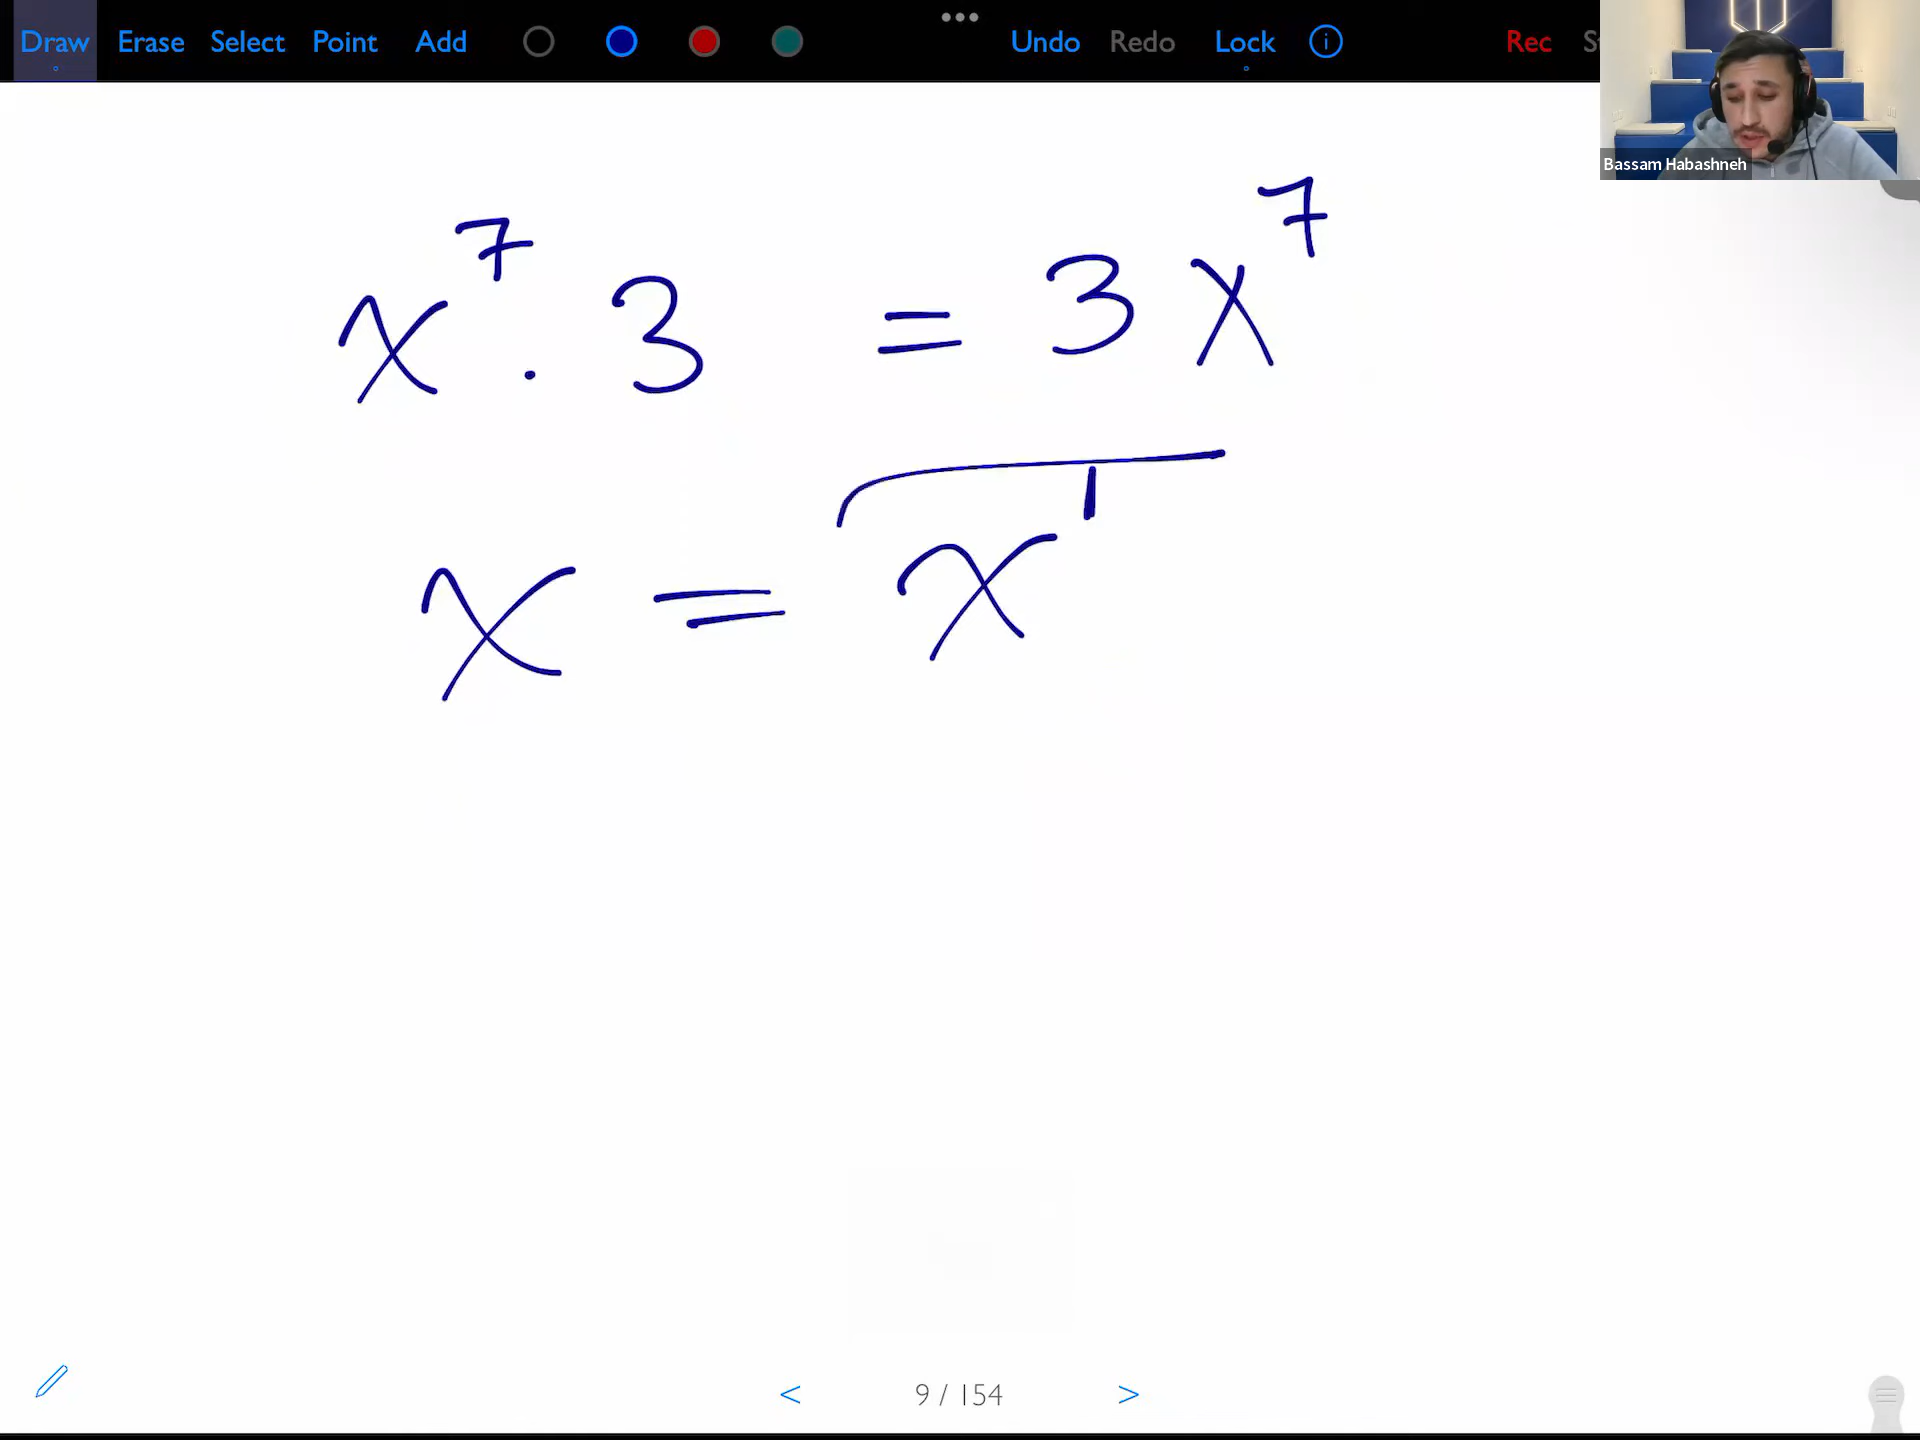 Draw Erase Select Point Add Undo Redo Lock Rec
Bassam Habashneh
x⁷ . 3 = 3x⁷
x = x¹
< 9 / 154 >